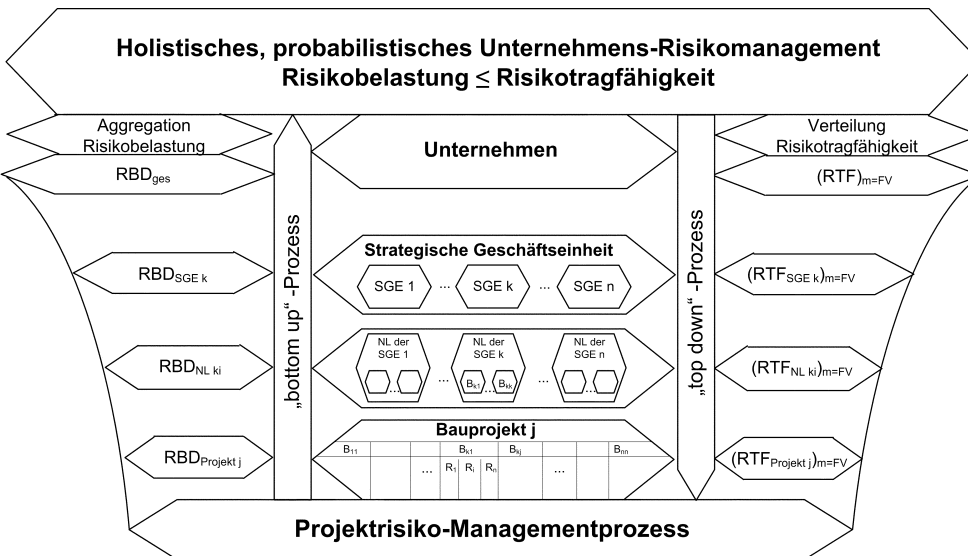 Holistisches, probabilistisches Unternehmens-Risikomanagement
Risikobelastung ≤ Risikotragfähigkeit
Aggregation
Risikobelastung
Unternehmen
Verteilung
Risikotragfähigkeit
RBDges
(RTF)m=FV
„bottom up“ -Prozess
„top down“ -Prozess
Strategische Geschäftseinheit
RBDSGE k
SGE 1 ... SGE k ... SGE n
(RTFSGE k)m=FV
NL der NL der NL der
SGE 1 SGE k SGE n
RBDNL ki
... ... Bk1 ... Bkk ... ...
(RTFNL ki)m=FV
Bauprojekt j
B11 Bk1 Bkj Bnn
RBDProjekt j
... R1 Ri Rn ...
(RTFProjekt j)m=FV
Projektrisiko-Managementprozess